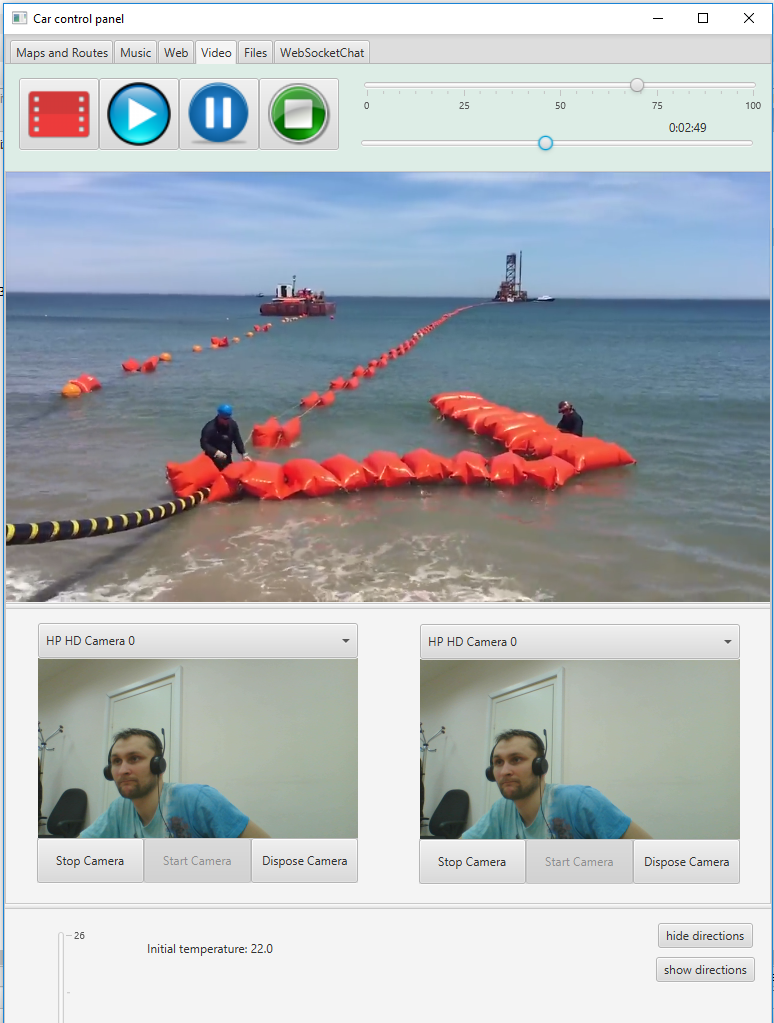 Car control panel
Maps and Routes Music Web Video Files WebSocketChat
0 25 50 75 100
0:02:49
HP HD Camera 0 HP HD Camera 0
Stop Camera Start Camera Dispose Camera Stop Camera Start Camera Dispose Camera
26
Initial temperature: 22.0
hide directions
show directions